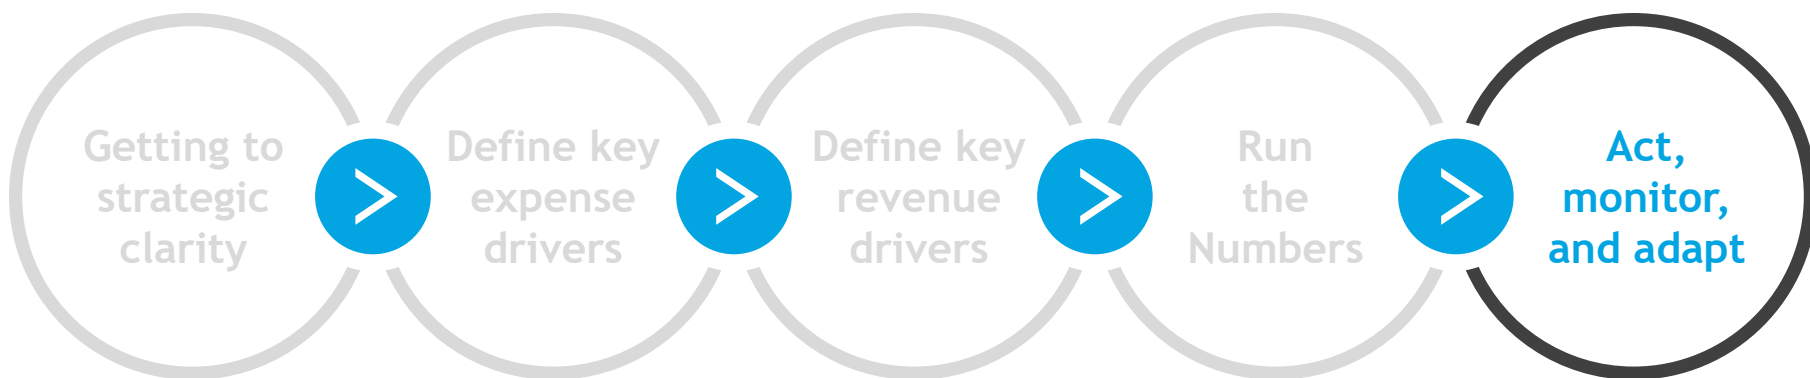 Getting to
strategic
clarity
Define key
expense
drivers
Define key
revenue
drivers
Run
the
Numbers
Act,
monitor,
and adapt